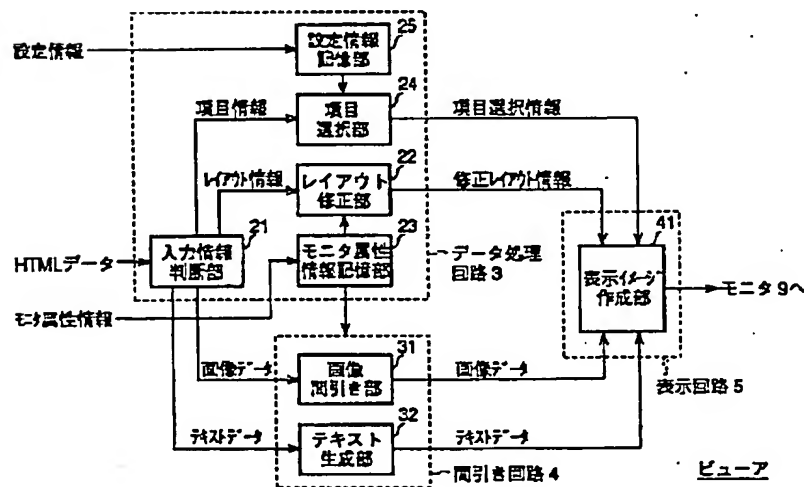 25
設定情報
設定情報
記憶部
24
項目情報
項目
選択部
項目選択情報
22
レイアウト情報
レイアウト
修正部
修正レイアウト情報
21
23
41
HTMLデータ
入力情報
判断部
モニタ属性
情報記憶部
データ処理
回路3
表示イメージ
作成部
モニタ9へ
モニタ属性情報
31
画像データ
画像
間引き部
画像データ
表示回路5
32
テキストデータ
テキスト
生成部
テキストデータ
間引き回路4
ビューア